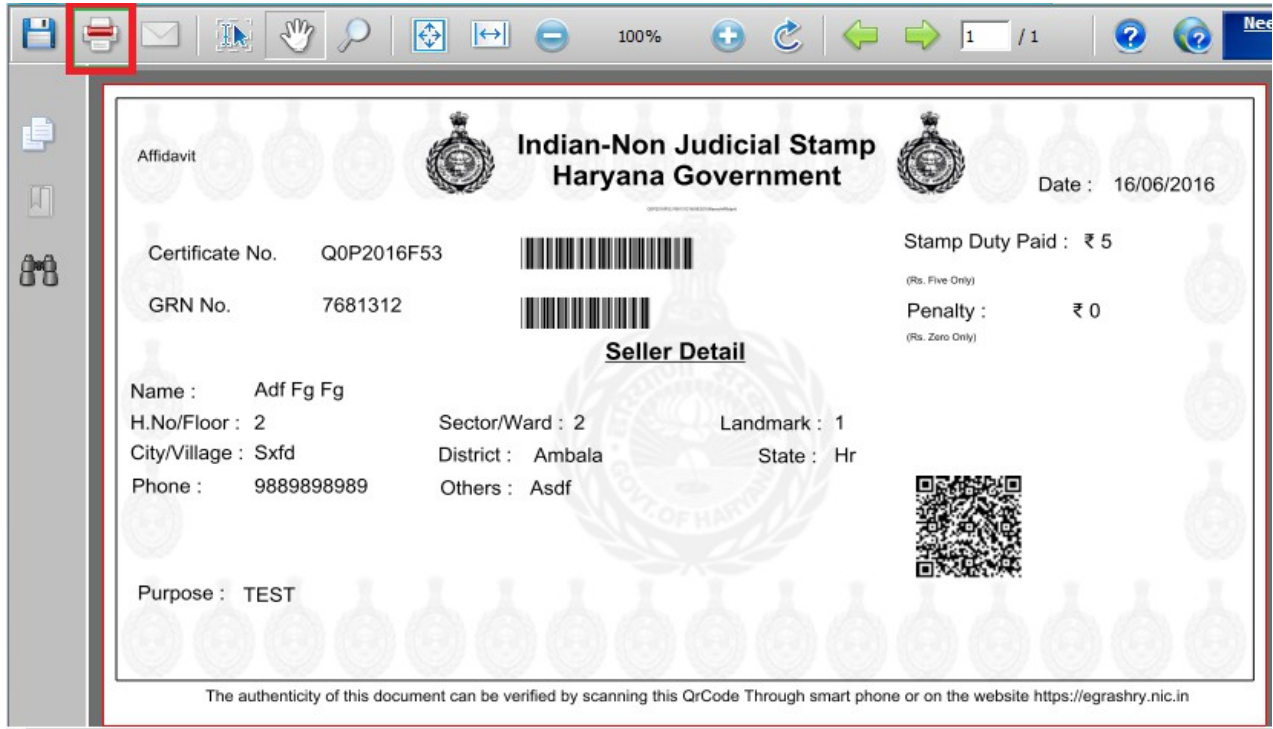 100%
1 / 1
Nee
Affidavit
Indian-Non Judicial Stamp
Haryana Government
Date : 16/06/2016
Certificate No. Q0P2016F53
Stamp Duty Paid : ₹ 5
(Rs. Five Only)
GRN No. 7681312
Penalty : ₹ 0
(Rs. Zero Only)
Seller Detail
Name : Adf Fg Fg
H.No/Floor : 2 Sector/Ward : 2 Landmark : 1
City/Village : Sxfd District : Ambala State : Hr
Phone : 9889898989 Others : Asdf
GOVT. OF HARYANA
Purpose : TEST
The authenticity of this document can be verified by scanning this QrCode Through smart phone or on the website https://egrashry.nic.in